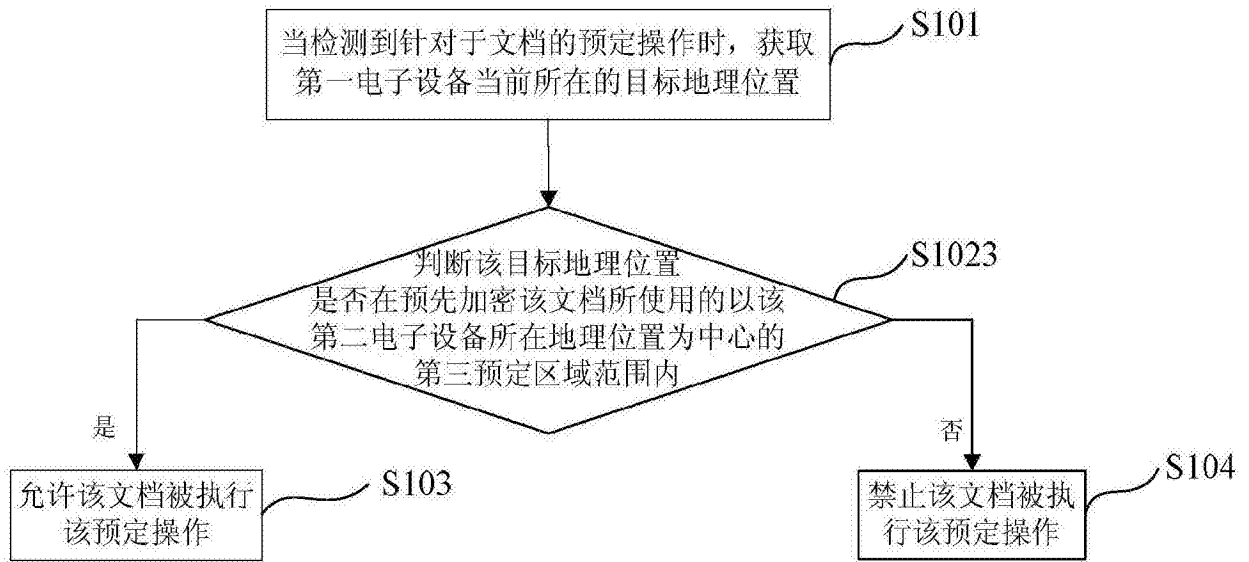 S101
当检测到针对于文档的预定操作时，获取
第一电子设备当前所在的目标地理位置
S1023
判断该目标地理位置
是否在预先加密该文档所使用的以该
第二电子设备所在地理位置为中心的
第三预定区域范围内
是
否
S103
允许该文档被执行
该预定操作
S104
禁止该文档被执
行该预定操作